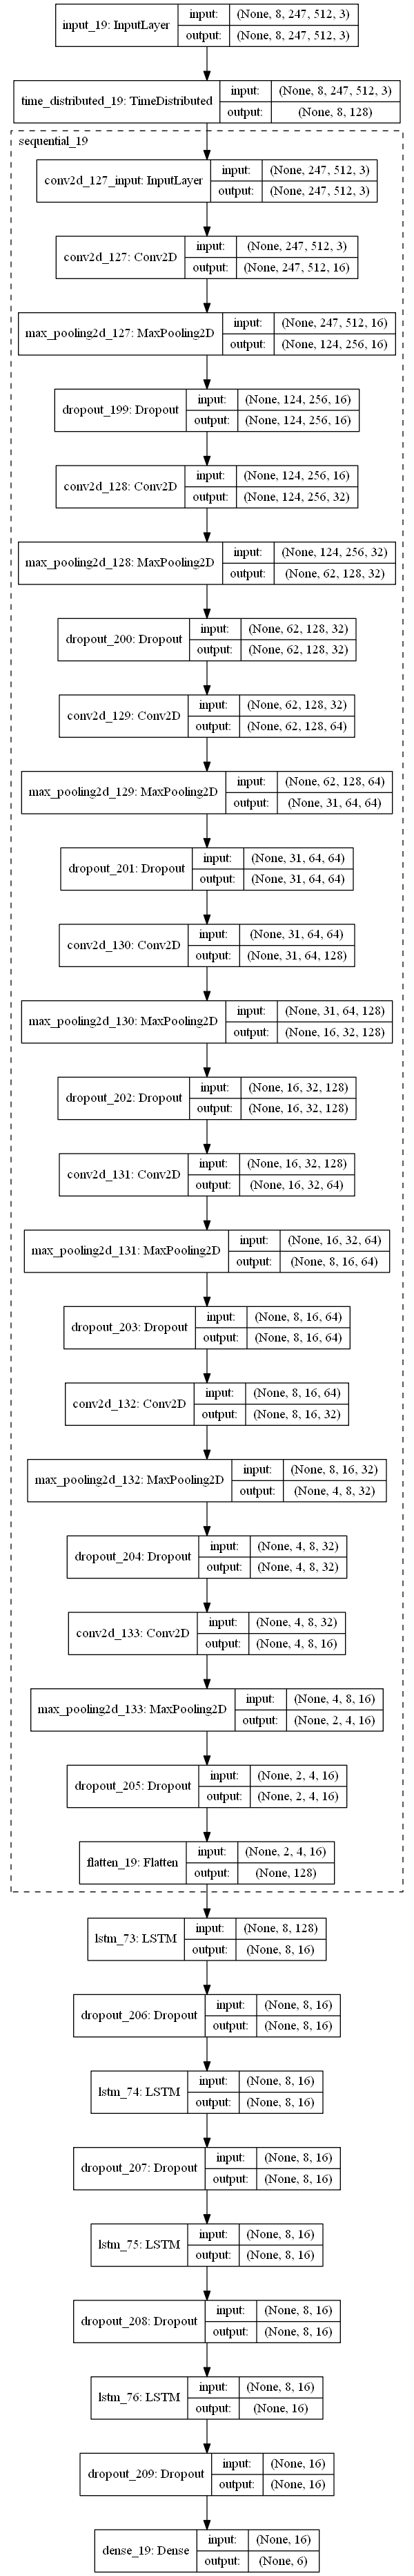 input_19: InputLayer input: (None, 8, 247, 512, 3)
output: (None, 8, 247, 512, 3)
time_distributed_19: TimeDistributed input: (None, 8, 247, 512, 3)
output: (None, 8, 128)
sequential_19
conv2d_127_input: InputLayer input: (None, 247, 512, 3)
output: (None, 247, 512, 3)
conv2d_127: Conv2D input: (None, 247, 512, 3)
output: (None, 247, 512, 16)
max_pooling2d_127: MaxPooling2D input: (None, 247, 512, 16)
output: (None, 124, 256, 16)
dropout_199: Dropout input: (None, 124, 256, 16)
output: (None, 124, 256, 16)
conv2d_128: Conv2D input: (None, 124, 256, 16)
output: (None, 124, 256, 32)
max_pooling2d_128: MaxPooling2D input: (None, 124, 256, 32)
output: (None, 62, 128, 32)
dropout_200: Dropout input: (None, 62, 128, 32)
output: (None, 62, 128, 32)
conv2d_129: Conv2D input: (None, 62, 128, 32)
output: (None, 62, 128, 64)
max_pooling2d_129: MaxPooling2D input: (None, 62, 128, 64)
output: (None, 31, 64, 64)
dropout_201: Dropout input: (None, 31, 64, 64)
output: (None, 31, 64, 64)
conv2d_130: Conv2D input: (None, 31, 64, 64)
output: (None, 31, 64, 128)
max_pooling2d_130: MaxPooling2D input: (None, 31, 64, 128)
output: (None, 16, 32, 128)
dropout_202: Dropout input: (None, 16, 32, 128)
output: (None, 16, 32, 128)
conv2d_131: Conv2D input: (None, 16, 32, 128)
output: (None, 16, 32, 64)
max_pooling2d_131: MaxPooling2D input: (None, 16, 32, 64)
output: (None, 8, 16, 64)
dropout_203: Dropout input: (None, 8, 16, 64)
output: (None, 8, 16, 64)
conv2d_132: Conv2D input: (None, 8, 16, 64)
output: (None, 8, 16, 32)
max_pooling2d_132: MaxPooling2D input: (None, 8, 16, 32)
output: (None, 4, 8, 32)
dropout_204: Dropout input: (None, 4, 8, 32)
output: (None, 4, 8, 32)
conv2d_133: Conv2D input: (None, 4, 8, 32)
output: (None, 4, 8, 16)
max_pooling2d_133: MaxPooling2D input: (None, 4, 8, 16)
output: (None, 2, 4, 16)
dropout_205: Dropout input: (None, 2, 4, 16)
output: (None, 2, 4, 16)
flatten_19: Flatten input: (None, 2, 4, 16)
output: (None, 128)
lstm_73: LSTM input: (None, 8, 128)
output: (None, 8, 16)
dropout_206: Dropout input: (None, 8, 16)
output: (None, 8, 16)
lstm_74: LSTM input: (None, 8, 16)
output: (None, 8, 16)
dropout_207: Dropout input: (None, 8, 16)
output: (None, 8, 16)
lstm_75: LSTM input: (None, 8, 16)
output: (None, 8, 16)
dropout_208: Dropout input: (None, 8, 16)
output: (None, 8, 16)
lstm_76: LSTM input: (None, 8, 16)
output: (None, 16)
dropout_209: Dropout input: (None, 16)
output: (None, 16)
dense_19: Dense input: (None, 16)
output: (None, 6)